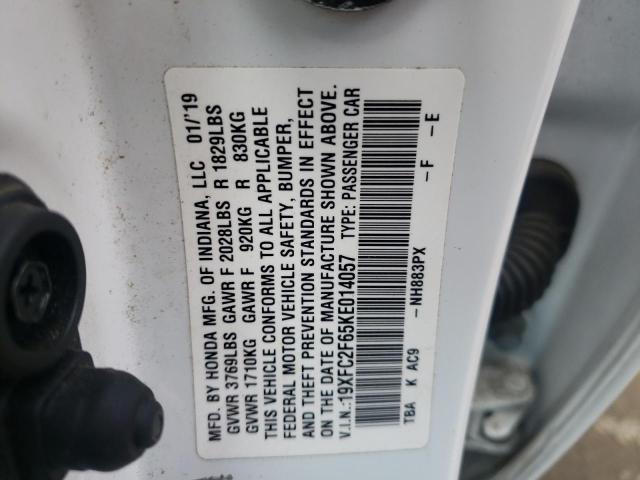 MFD. BY HONDA MFG. OF INDIANA, LLC 01/'19
GVWR 3769LBS GAWR F 2028LBS R 1829LBS
GVWR 1710KG GAWR F 920KG R 830KG
THIS VEHICLE CONFORMS TO ALL APPLICABLE
FEDERAL MOTOR VEHICLE SAFETY, BUMPER,
AND THEFT PREVENTION STANDARDS IN EFFECT
ON THE DATE OF MANUFACTURE SHOWN ABOVE.
V.I.N.:19XFC2F65KE014057 TYPE: PASSENGER CAR
–NH883PX –F –E
TBA K AC9